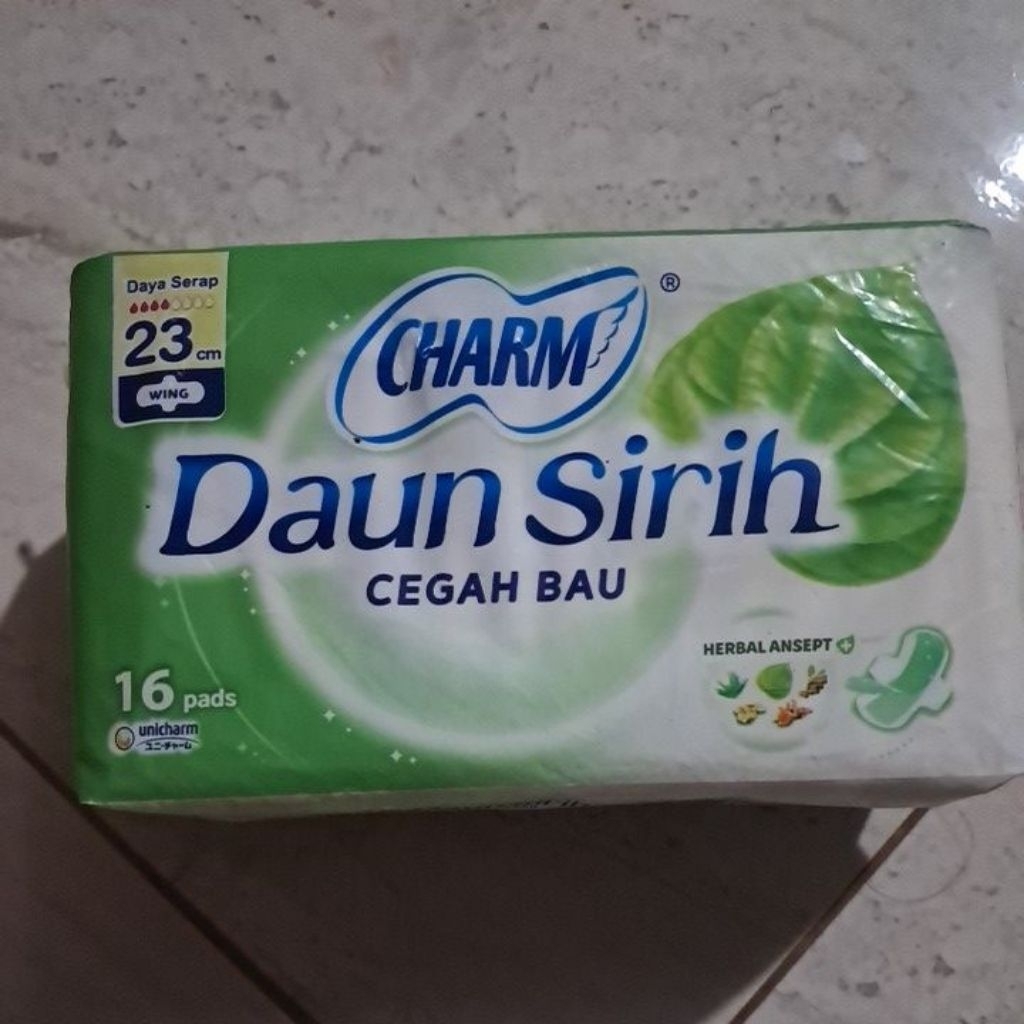 Daya Serap
23 cm
WING
CHARM ®
Daun Sirih
CEGAH BAU
HERBAL ANSEPT
16 pads
unicharm
ユニ・チャーム